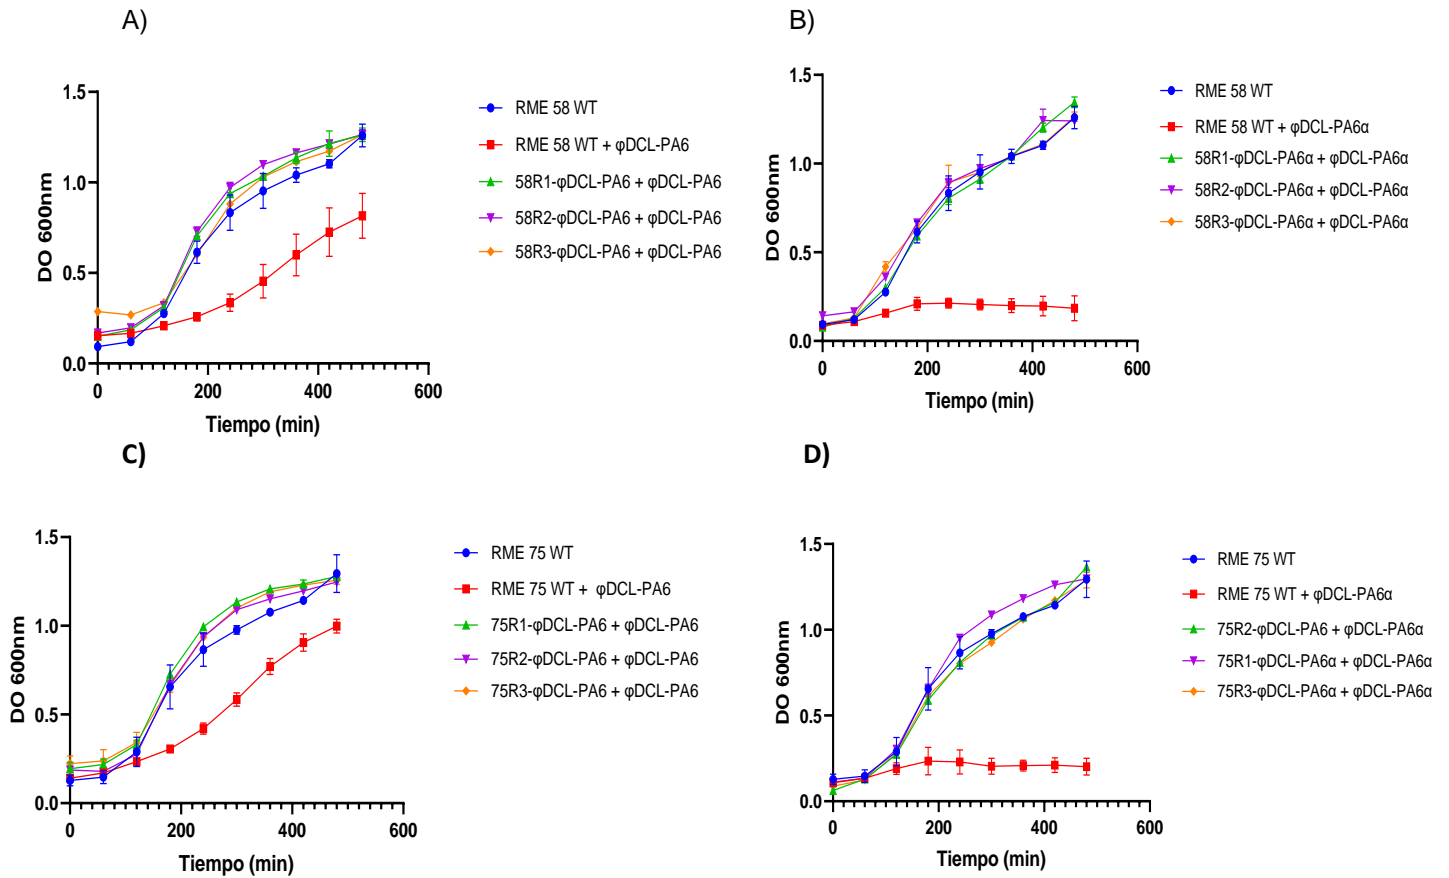 A)
1.5
1.0
0.5
0.0
DO 600nm
0
200
400
600
Tiempo (min)
RME 58 WT
RME 58 WT + φDCL-PA6
58R1-φDCL-PA6 + φDCL-PA6
58R2-φDCL-PA6 + φDCL-PA6
58R3-φDCL-PA6 + φDCL-PA6
B)
1.5
1.0
0.5
0.0
DO 600nm
0
200
400
600
Tiempo (min)
RME 58 WT
RME 58 WT + φDCL-PA6α
58R1-φDCL-PA6α + φDCL-PA6α
58R2-φDCL-PA6α + φDCL-PA6α
58R3-φDCL-PA6α + φDCL-PA6α
C)
1.5
1.0
0.5
0.0
DO 600nm
0
200
400
600
Tiempo (min)
RME 75 WT
RME 75 WT + φDCL-PA6
75R1-φDCL-PA6 + φDCL-PA6
75R2-φDCL-PA6 + φDCL-PA6
75R3-φDCL-PA6 + φDCL-PA6
D)
1.5
1.0
0.5
0.0
DO 600nm
0
200
400
600
Tiempo (min)
RME 75 WT
RME 75 WT + φDCL-PA6α
75R2-φDCL-PA6 + φDCL-PA6α
75R1-φDCL-PA6α + φDCL-PA6α
75R3-φDCL-PA6α + φDCL-PA6α